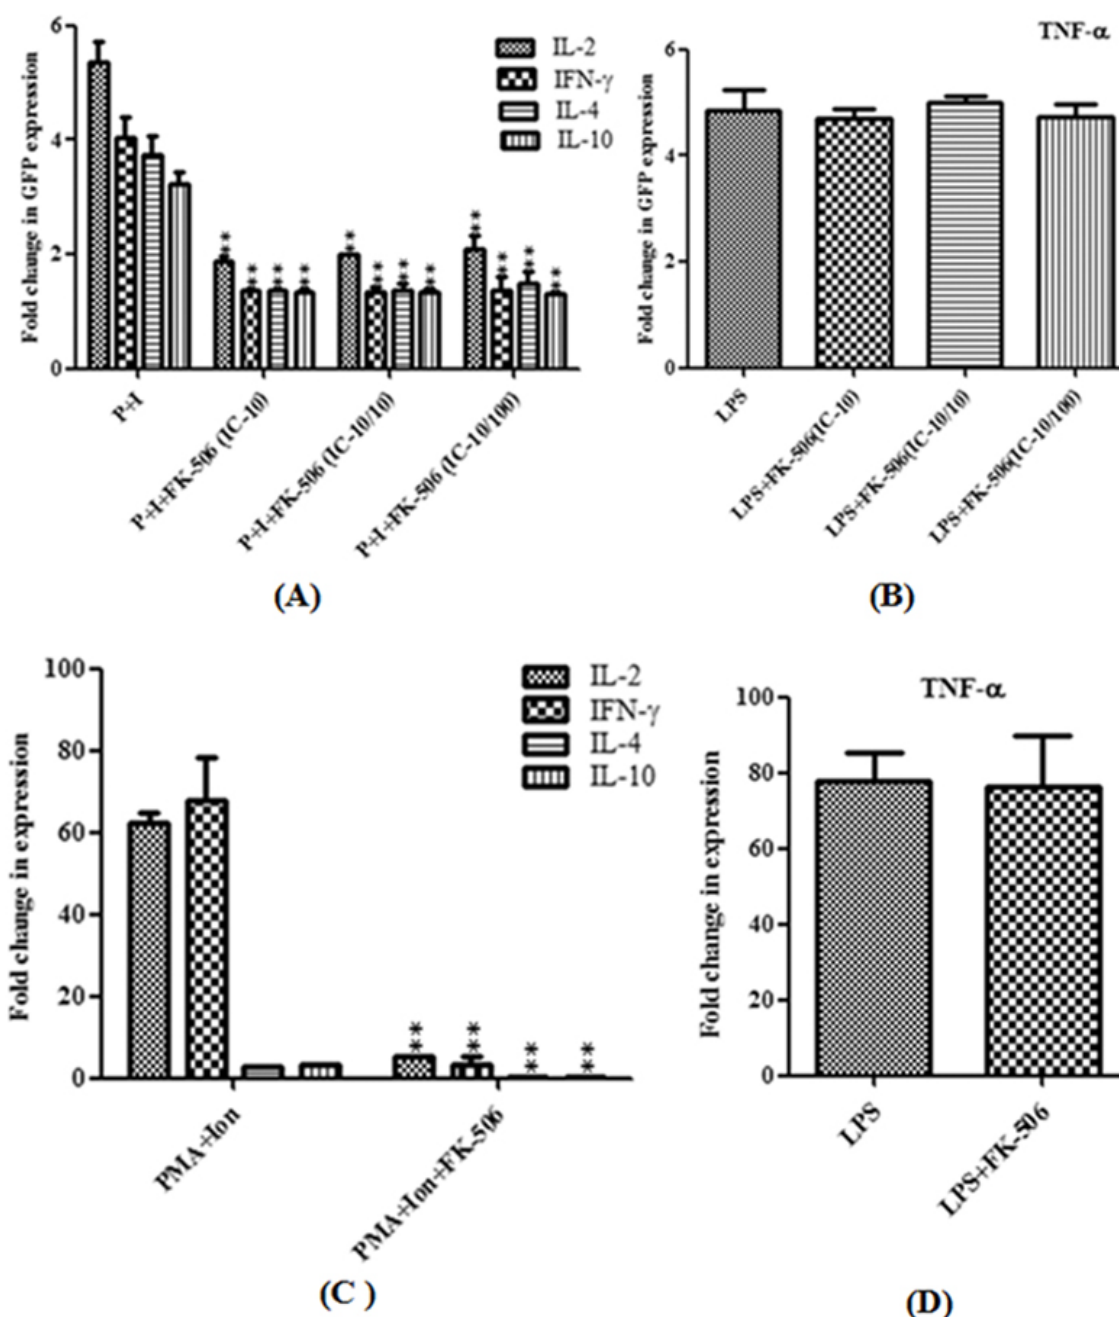 Fold change in GFP expression
6
4
2
0
IL-2
IFN-γ
IL-4
IL-10
**
**
**
**
**
**
**
**
**
**
**
**
P+I
P+I+FK-506 (IC-10)
P+I+FK-506 (IC-10/10)
P+I+FK-506 (IC-10/100)
(A)
TNF-α
Fold change in GFP expression
6
4
2
0
LPS
LPS+FK-506(IC-10)
LPS+FK-506(IC-10/10)
LPS+FK-506(IC-10/100)
(B)
Fold change in expression
100
80
60
40
20
0
IL-2
IFN-γ
IL-4
IL-10
**
**
**
**
PMA+Ion
PMA+Ion+FK-506
(C )
TNF-α
Fold change in expression
100
80
60
40
20
0
LPS
LPS+FK-506
(D)